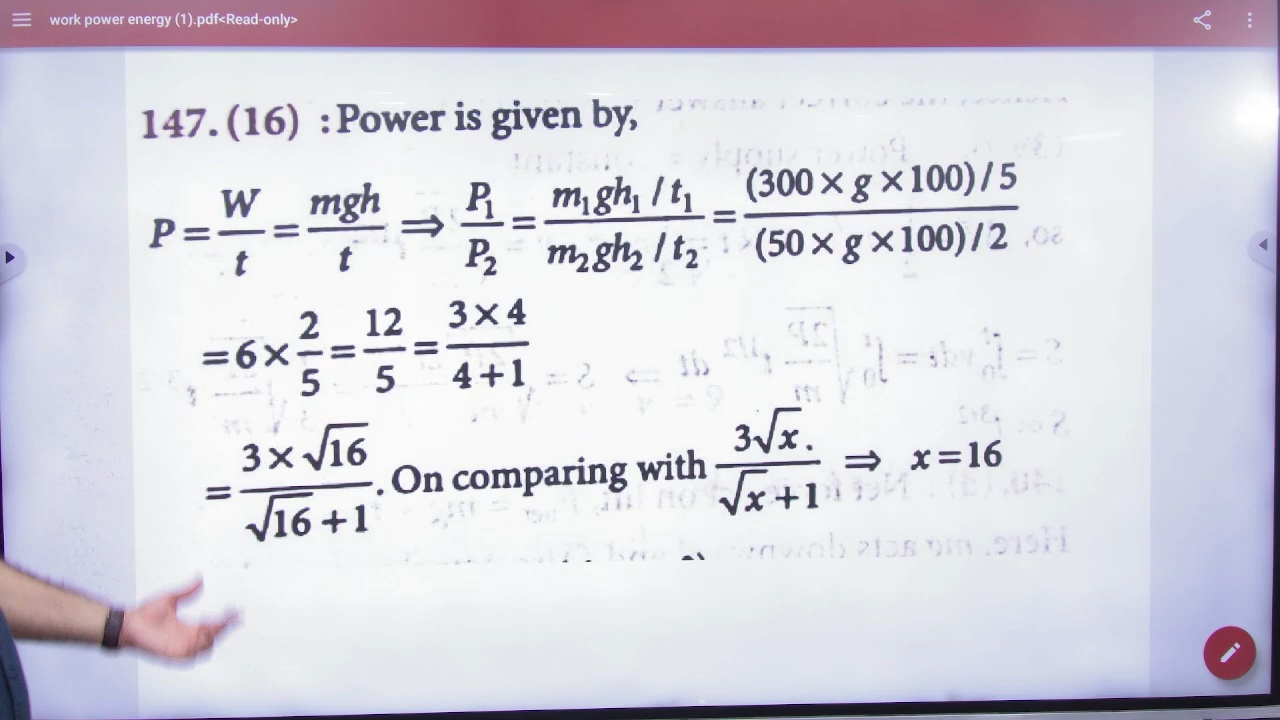 work power energy (1).pdf<Read-only>
147. (16) : Power is given by,
P = W/t = mgh/t ⇒ P₁/P₂ = m₁gh₁ / t₁ / m₂gh₂ / t₂ = (300 × g × 100) / 5 / (50 × g × 100) / 2
= 6 × 2/5 = 12/5 = 3 × 4 / 4 + 1
= 3 × √16 / √16 + 1 . On comparing with 3√x . / √x + 1 ⇒ x = 16